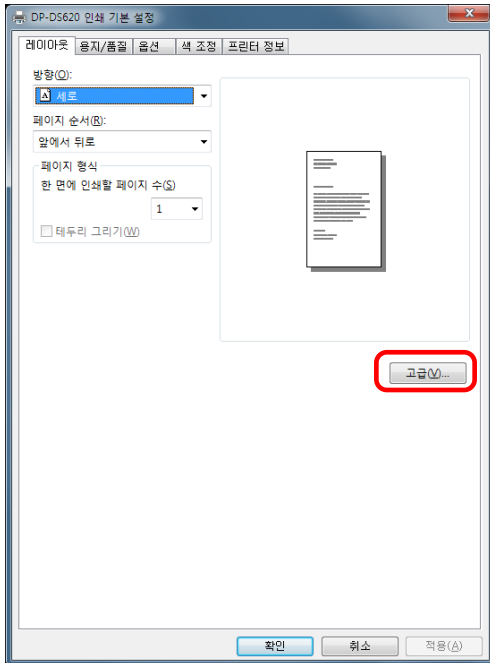 DP-DS620 인쇄 기본 설정
레이아웃 용지/품질 옵션 색 조정 프린터 정보
방향(O):
세로
페이지 순서(R):
앞에서 뒤로
페이지 형식
한 면에 인쇄할 페이지 수(S)
1
테두리 그리기(W)
고급(V)...
확인 취소 적용(A)